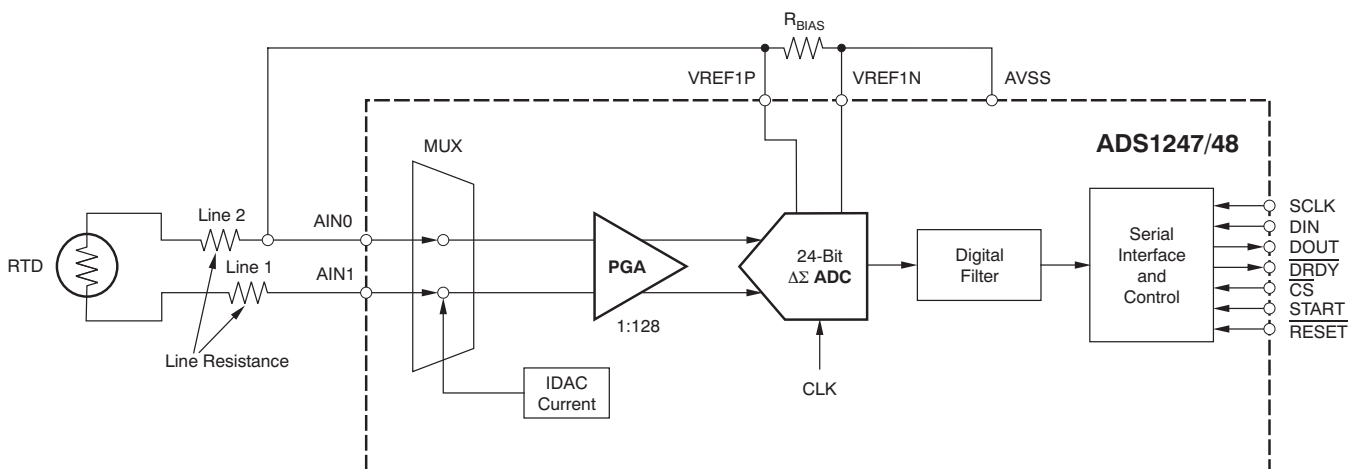 RBIAS
VREF1P
VREF1N
AVSS
ADS1247/48
MUX
RTD
Line 2
Line 1
Line Resistance
AIN0
AIN1
PGA
1:128
IDAC
Current
24-Bit
ΔΣ ADC
CLK
Digital
Filter
Serial
Interface
and
Control
SCLK
DIN
DOUT
DRDY
CS
START
RESET